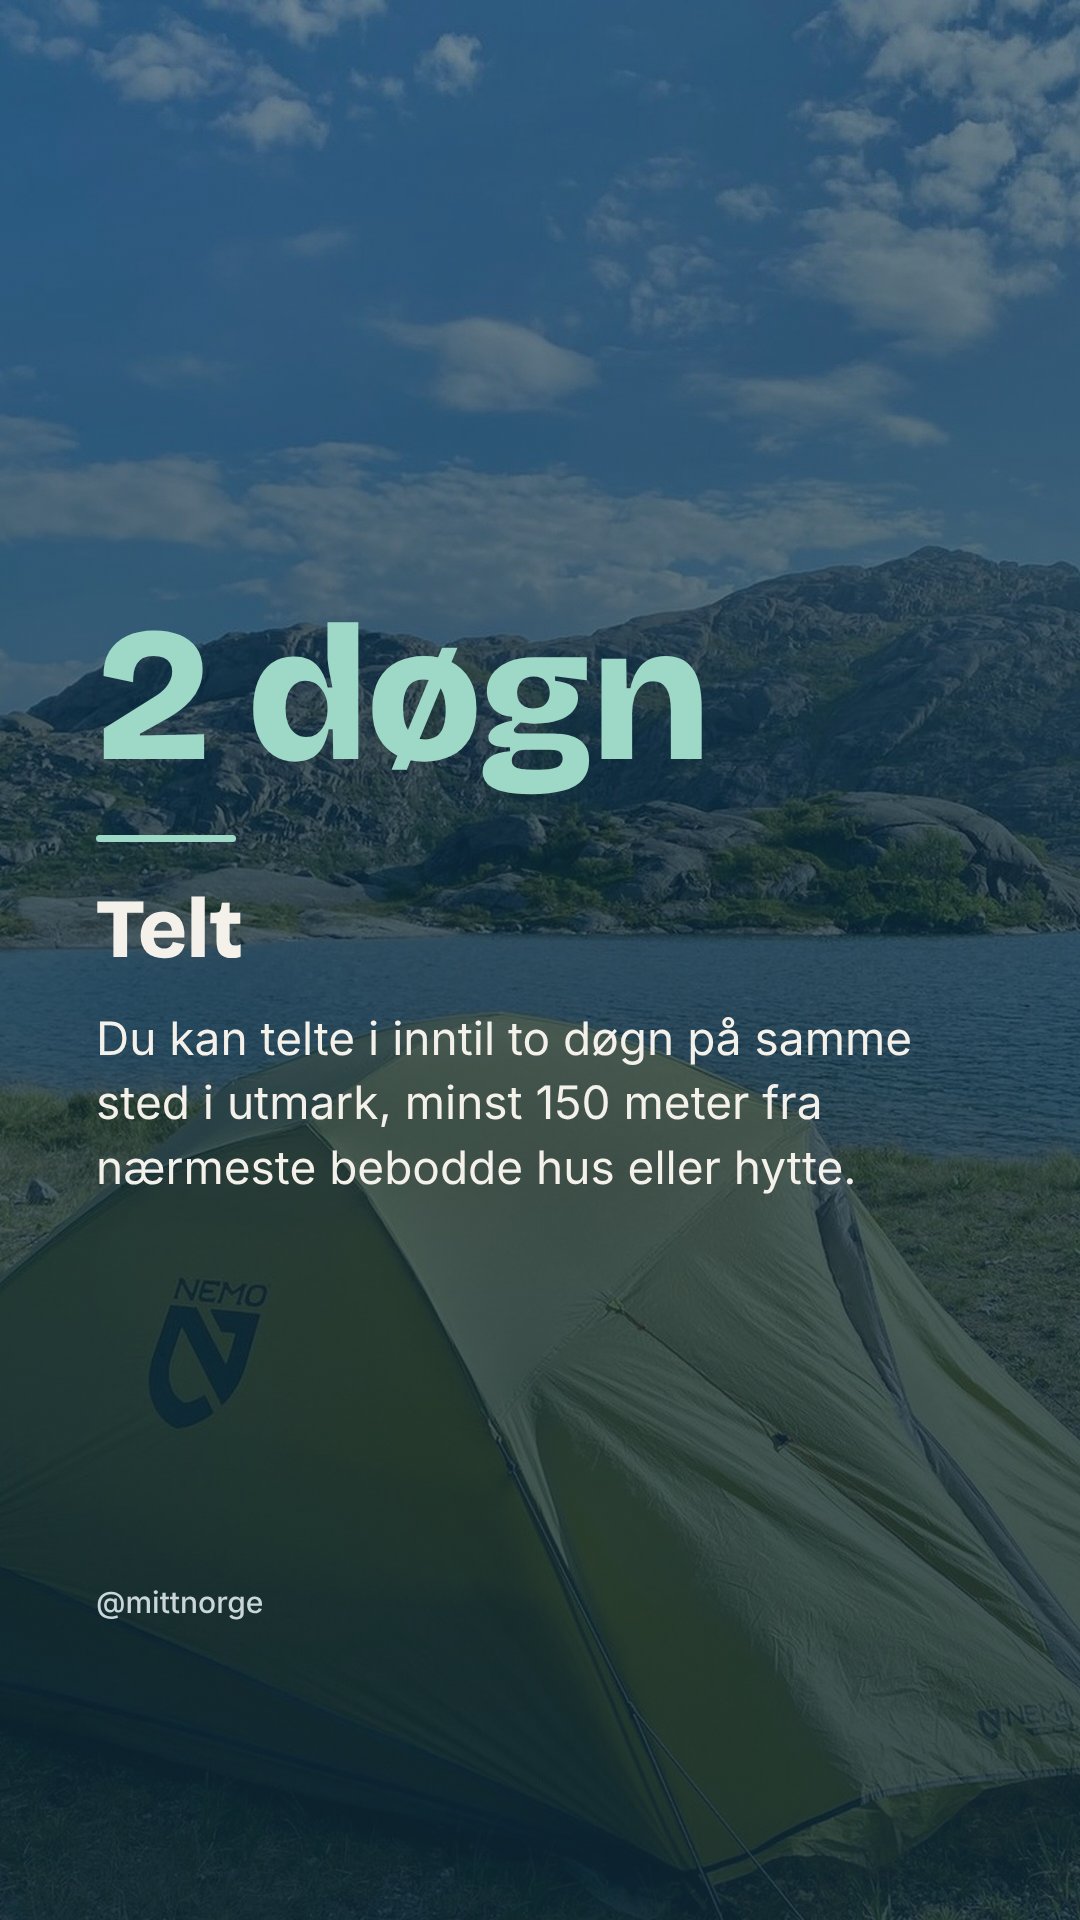 2 døgn
Telt
Du kan telte i inntil to døgn på samme
sted i utmark, minst 150 meter fra
nærmeste bebodde hus eller hytte.
NEMO
@mittnorge
NEMO